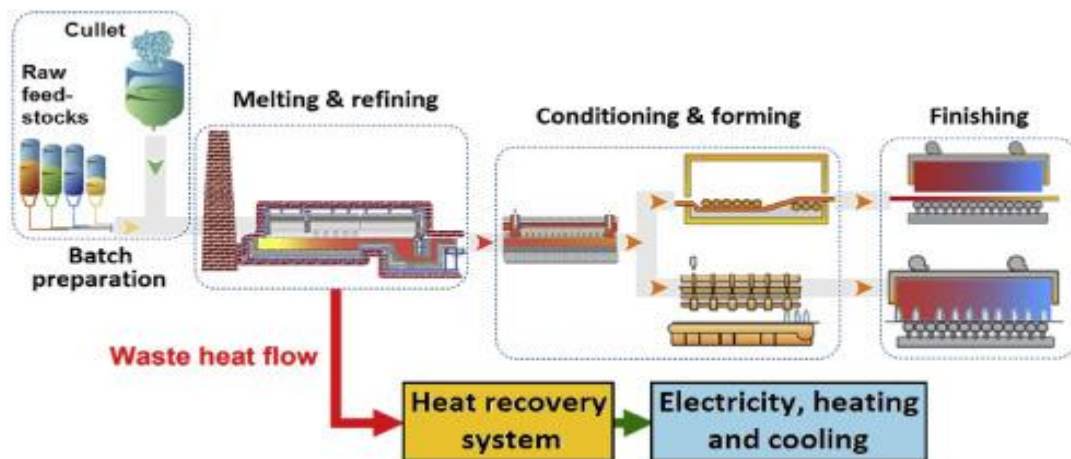 Cullet
Raw
feed-
stocks
Batch
preparation
Melting & refining
Conditioning & forming
Finishing
Waste heat flow
Heat recovery
system
Electricity, heating
and cooling